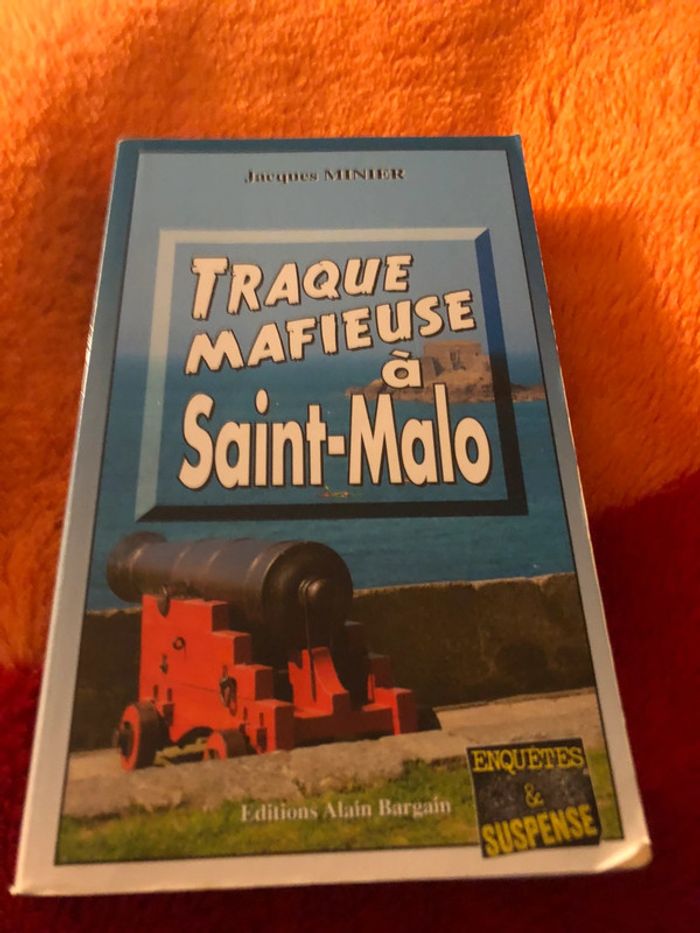 Jacques MINIER
TRAQUE
MAFIEUSE
à
Saint-Malo
Editions Alain Bargain
ENQUÊTES
&
SUSPENSE